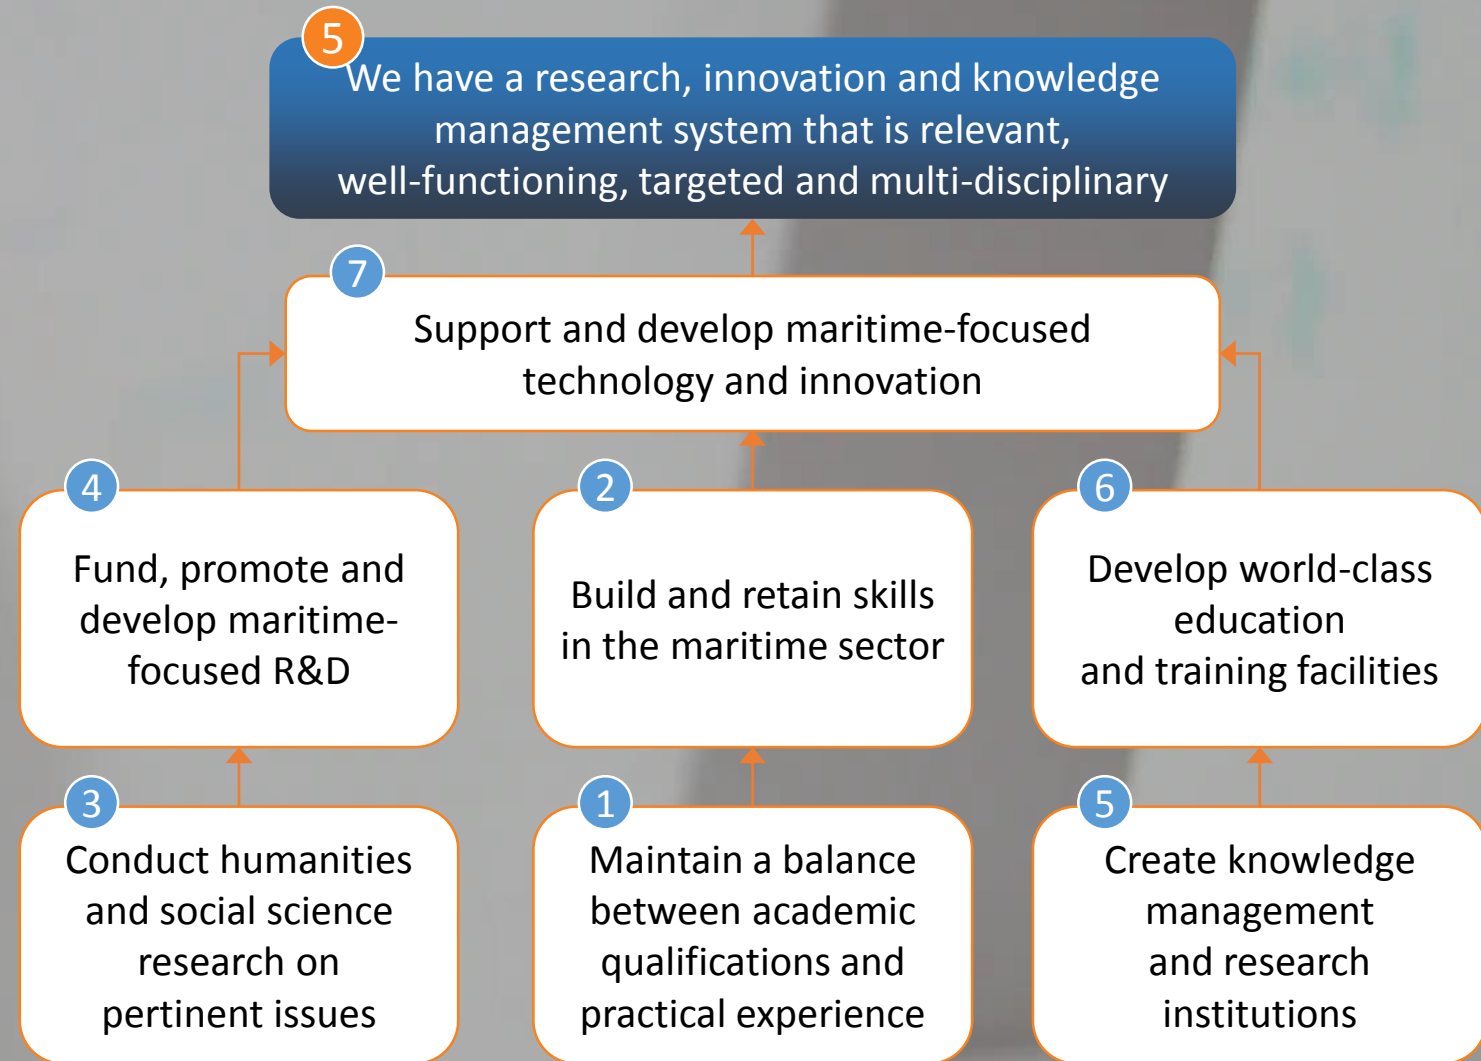 5
We have a research, innovation and knowledge
management system that is relevant,
well-functioning, targeted and multi-disciplinary
7
Support and develop maritime-focused
technology and innovation
4
Fund, promote and
develop maritime-
focused R&D
2
Build and retain skills
in the maritime sector
6
Develop world-class
education
and training facilities
3
Conduct humanities
and social science
research on
pertinent issues
1
Maintain a balance
between academic
qualifications and
practical experience
5
Create knowledge
management
and research
institutions